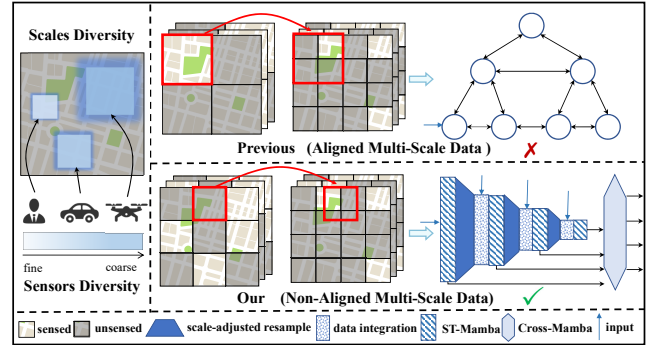 Scales Diversity
fine
coarse
Sensors Diversity
Previous (Aligned Multi-Scale Data )
✗
Our (Non-Aligned Multi-Scale Data)
✓
sensed
unsensed
scale-adjusted resample
data integration
ST-Mamba
Cross-Mamba
input